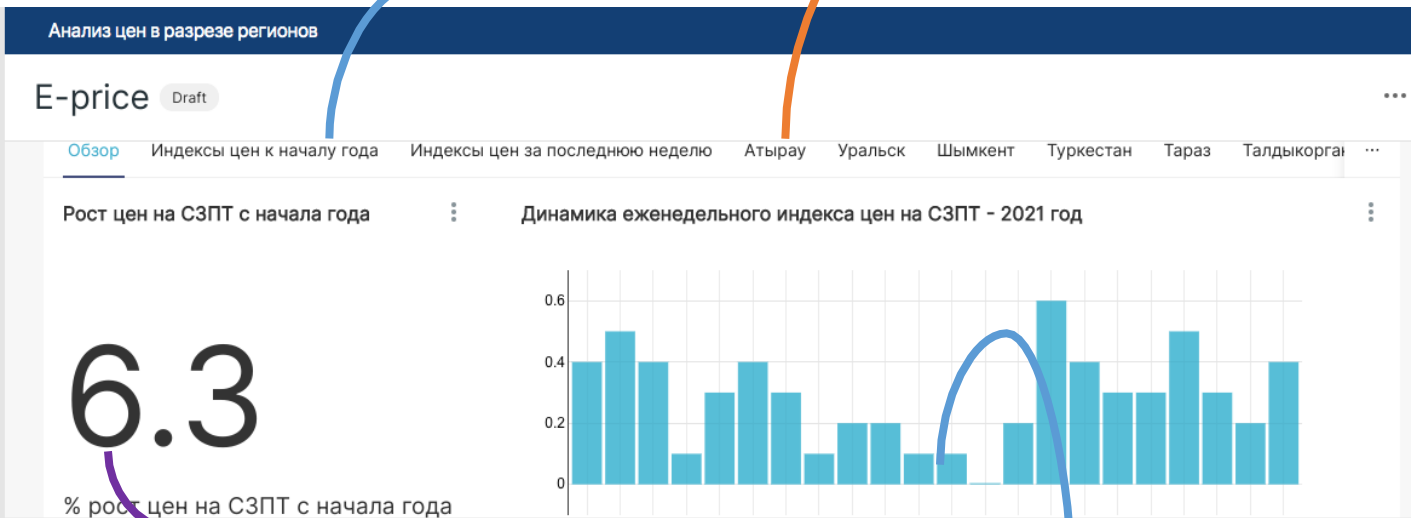 Анализ цен в разрезе регионов
E-price Draft
Обзор Индексы цен к началу года Индексы цен за последнюю неделю Атырау Уральск Шымкент Туркестан Тараз Талдыкорган
Рост цен на СЗПТ с начала года Динамика еженедельного индекса цен на СЗПТ - 2021 год
0.6
0.4
0.2
0
6.3
% рост цен на СЗПТ с начала года